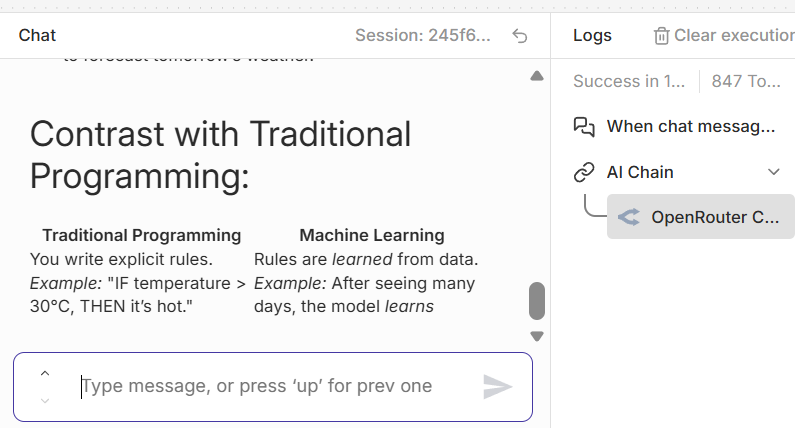 Chat
Session: 245f6...
to forecast tomorrow's weather.
Contrast with Traditional
Programming:
Traditional Programming
Machine Learning
You write explicit rules.
Rules are learned from data.
Example: "IF temperature >
30°C, THEN it's hot."
Example: After seeing many
days, the model learns
Type message, or press ‘up’ for prev one
Logs
Clear execution
Success in 1...
847 To...
When chat messag...
AI Chain
OpenRouter C...